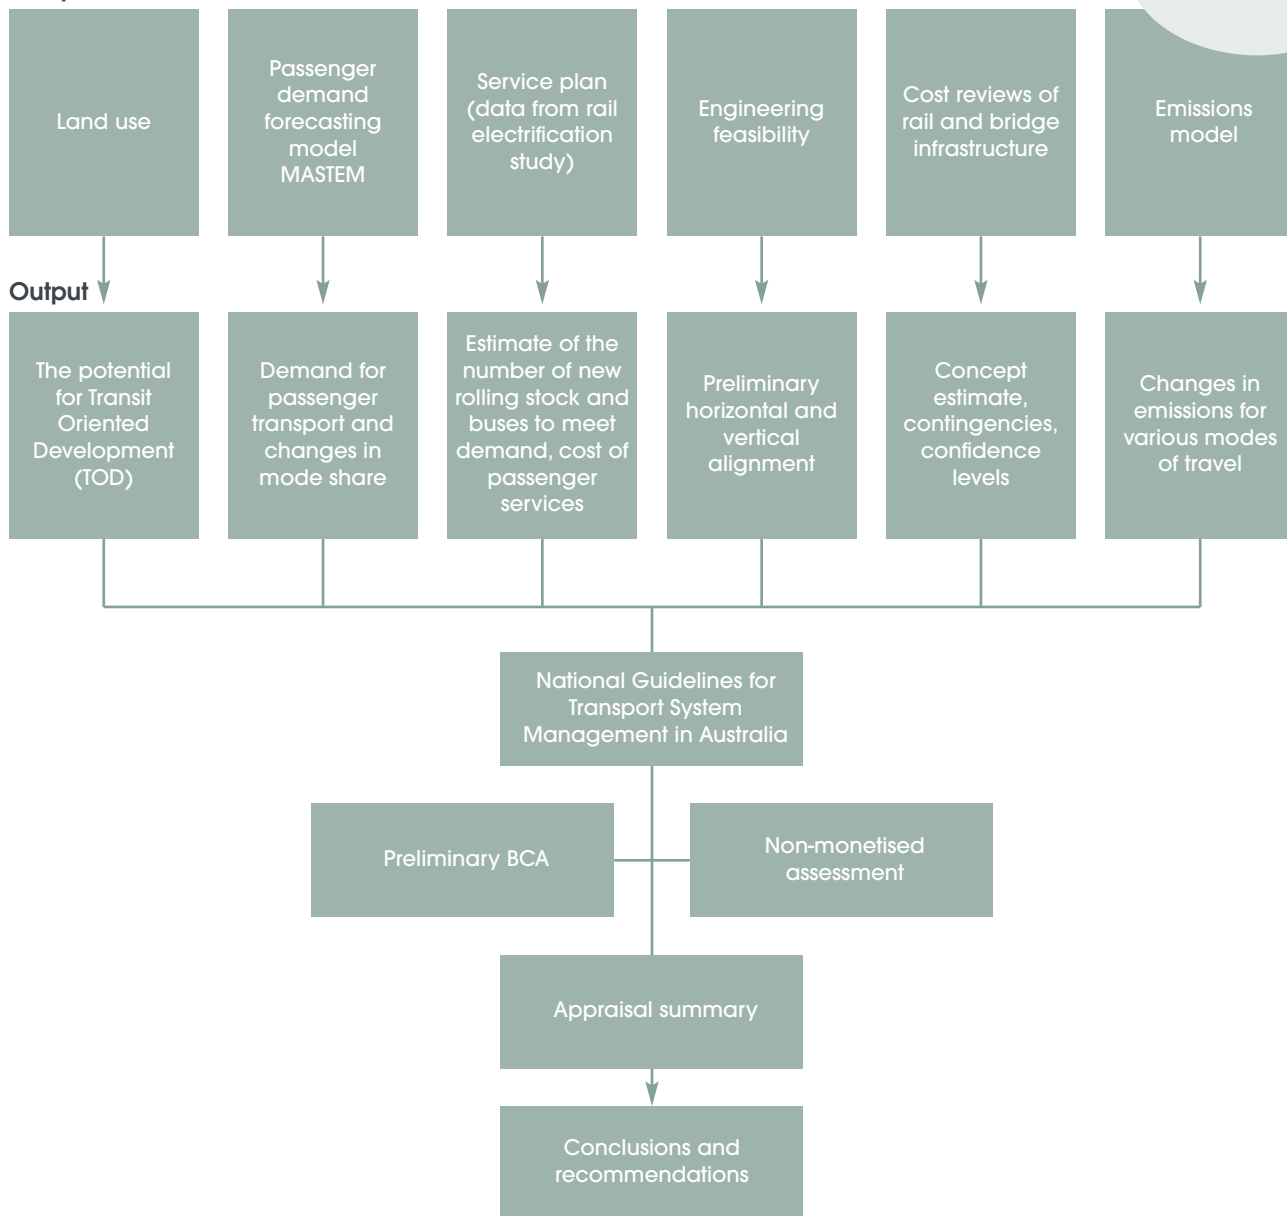 Land use
Passenger
demand
forecasting
model
MASTEM
Service plan
(data from rail
electrification
study)
Engineering
feasibility
Cost reviews of
rail and bridge
infrastructure
Emissions
model
Output
The potential
for Transit
Oriented
Development
(TOD)
Demand for
passenger
transport and
changes in
mode share
Estimate of the
number of new
rolling stock and
buses to meet
demand, cost of
passenger
services
Preliminary
horizontal and
vertical
alignment
Concept
estimate,
contingencies,
confidence
levels
Changes in
emissions for
various modes
of travel
National Guidelines for
Transport System
Management in Australia
Preliminary BCA
Non-monetised
assessment
Appraisal summary
Conclusions and
recommendations